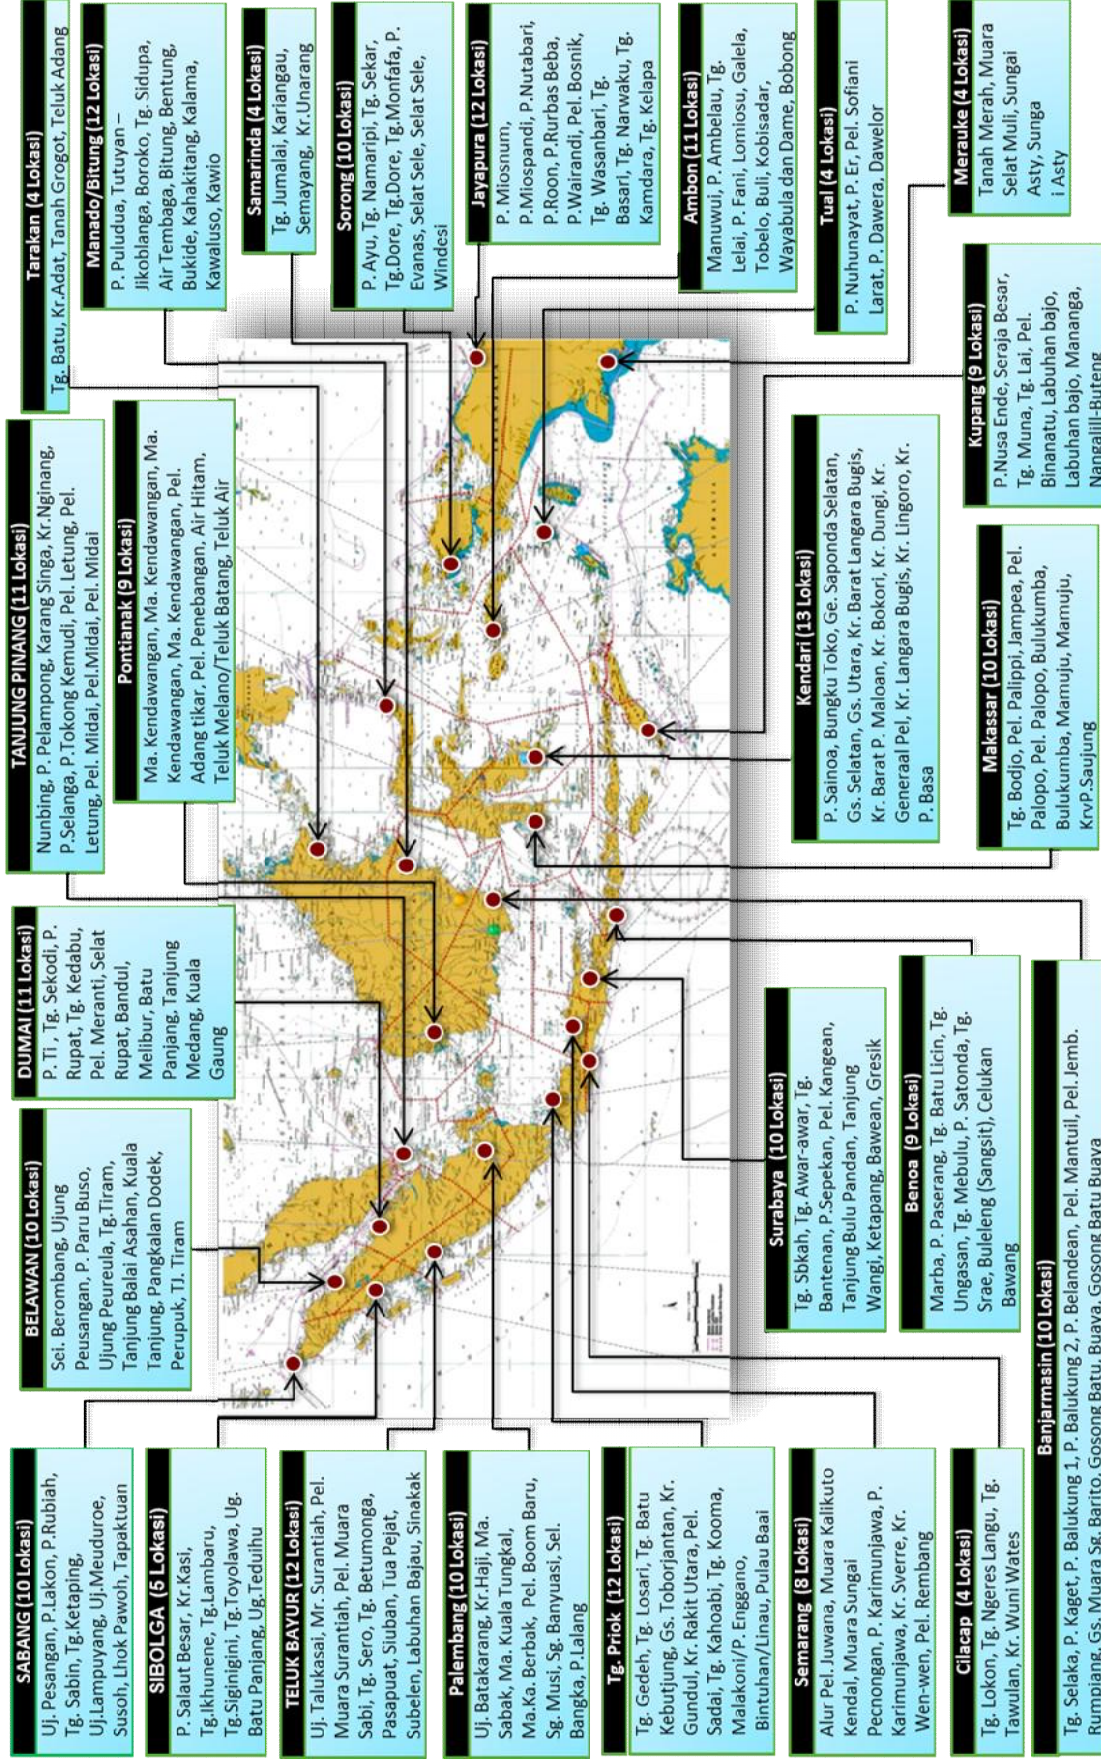 SABANG (10 Lokasi)
Uj. Pesangan, P.Lakon, P.Rubiah,
Tg. Sabin, Tg.Ketaping,
Uj.Lampuyang, Uj.Meuduroe,
Susoh, Lhok Pawoh, Tapaktuan
BELAWAN (10 Lokasi)
Sei. Berombang, Ujung
Peusangan, P. Paru Buso,
Ujung Peureula, Tg.Tiram,
Tanjung Balai Asahan, Kuala
Tanjung, Pangkalan Dodek,
Perupuk, TJ. Tiram
DUMAI (11 Lokasi)
P. Ti , Tg. Sekodi, P.
Rupat, Tg. Kedabu,
Pel. Meranti, Selat
Rupat, Bandul,
Melibur, Batu
Panjang, Tanjung
Medang, Kuala
Gaung
TANJUNG PINANG (11 Lokasi)
Nunbing, P. Pelampong, Karang Singa, Kr.Nginang,
P.Selanga, P.Tokong Kemudi, Pel. Letung, Pel.
Letung, Pel. Midai, Pel.Midai, Pel.Midai, Pel. Midai
Pontianak (9 Lokasi)
Ma. Kendawangan, Ma. Kendawangan, Ma.
Kendawangan, Ma. Kendawangan, Pel.
Adang tikar, Pel. Penebangan, Air Hitam,
Teluk Melano/Teluk Batang, Teluk Air
Tarakan (4 Lokasi)
Tg. Batu, Kr.Adat, Tanah Grogot, Teluk Adang
Manado/Bitung (12 Lokasi)
P. Puludua, Tutuyan –
Jikoblanga, Boroko, Tg. Sidupa,
Air Tembaga, Bitung, Bentung,
Bukide, Kahakitang, Kalama,
Kawaluso, Kawio
Samarinda (4 Lokasi)
Tg. Jumalai, Kariangau,
Semayang, Kr.Unarang
Sorong (10 Lokasi)
P. Ayu, Tg. Namaripi, Tg. Sekar,
Tg.Dore, Tg.Dore, Tg.Monfafa, P.
Evanas, Selat Sele, Selat Sele,
Windesi
Jayapura (12 Lokasi)
P. Miosnum,
P.Miospandi, P.Nutabari,
P.Roon, P.Rurbas Beba,
P.Wairandi, Pel. Bosnik,
Tg. Wasanbari, Tg.
Basari, Tg. Narwaku, Tg.
Kamdara, Tg. Kelapa
Ambon (11 Lokasi)
Manuwui, P. Ambelau, Tg.
Lelai, P. Fani, Lomiosu, Galela,
Tobelo, Buli, Kobisadar,
Wayabula dan Dame, Bobong
Tual (4 Lokasi)
P. Nuhunayat, P. Er, Pel. Sofiani
Larat, P. Dawera, Dawelor
Merauke (4 Lokasi)
Tanah Merah, Muara
Selat Muli, Sungai
Asty, Sunga
i Asty
SIBOLGA (5 Lokasi)
P. Salaut Besar, Kr.Kasi,
Tg.Ikhunene, Tg.Lambaru,
Tg.Siginigini, Tg.Toyolawa, Ug.
Batu Panjang, Ug.Teduihu
TELUK BAYUR (12 Lokasi)
Uj. Talukasai, Mr. Surantiah, Pel.
Muara Surantiah, Pel. Muara
Sabi, Tg. Sero, Tg. Betumonga,
Pasapuat, Siuban, Tua Pejat,
Subelen, Labuhan Bajau, Sinakak
Palembang (10 Lokasi)
Uj. Batakarang, Kr.Haji, Ma.
Sabak, Ma. Kuala Tungkal,
Ma.Ka. Berbak, Pel. Boom Baru,
Sg. Musi, Sg. Banyuasi, Sel.
Bangka, P.Lalang
Tg. Priok (12 Lokasi)
Tg. Gedeh, Tg. Losari, Tg. Batu
Kebutjung, Gs. Toborjontan, Kr.
Gundul, Kr. Rakit Utara, Pel.
Sadai, Tg. Kahoabi, Tg. Kooma,
Malakoni/P. Enggano,
Bintuhan/Linau, Pulau Baai
Semarang (8 Lokasi)
Alur Pel. Juwana, Muara Kalikuto
Kendal, Muara Sungai
Pecnongan, P. Karimunjawa, P.
Karimunjawa, Kr. Sverre, Kr.
Wen-wen, Pel. Rembang
Cilacap (4 Lokasi)
Tg. Lokon, Tg. Ngeres Langu, Tg.
Tawulan, Kr. Wuni Wates
Surabaya (10 Lokasi)
Tg. Sbkah, Tg. Awar-awar, Tg.
Bantenan, P.Sepekan, Pel. Kangean,
Tanjung Bulu Pandan, Tanjung
Wangi, Ketapang, Bawean, Gresik
Benoa (9 Lokasi)
Marba, P. Paserang, Tg. Batu Licin, Tg.
Ungasan, Tg. Mebulu, P. Satonda, Tg.
Srae, Buleleng (Sangsit), Celukan
Bawang
Banjarmasin (10 Lokasi)
Tg. Selaka, P. Kaget, P. Balukung 1, P. Balukung 2, P. Belandean, Pel. Mantuil, Pel. Jemb.
Rumpiang, Gs. Muara Sg. Barito, Gosong Batu, Buaya, Gosong Batu Buaya
Kendari (13 Lokasi)
P. Sainoa, Bungku Toko, Ge. Saponda Selatan,
Gs. Selatan, Gs. Utara, Kr. Barat Langara Bugis,
Kr. Barat P. Maloan, Kr. Bokori, Kr. Dungi, Kr.
Generaal Pel, Kr. Langara Bugis, Kr. Lingoro, Kr.
P. Basa
Makassar (10 Lokasi)
Tg. Bodjo, Pel. Palippi, Jampea, Pel.
Palopo, Pel. Palopo, Bulukumba,
Bulukumba, Mamuju, Mamuju,
KrvP.Saujung
Kupang (9 Lokasi)
P.Nusa Ende, Seraja Besar,
Tg. Muna, Tg. Lai, Pel.
Binanatu, Labuhan bajo,
Labuhan bajo, Mananga,
Nangalili-Buteng